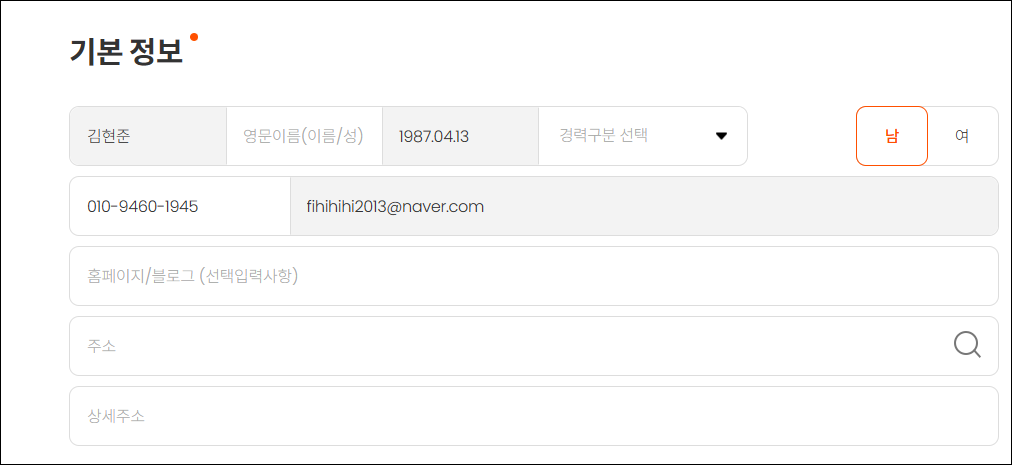 기본 정보
김현준 영문이름(이름/성) 1987.04.13 경력구분 선택 남 여
010-9460-1945 fihihihi2013@naver.com
홈페이지/블로그 (선택입력사항)
주소
상세주소